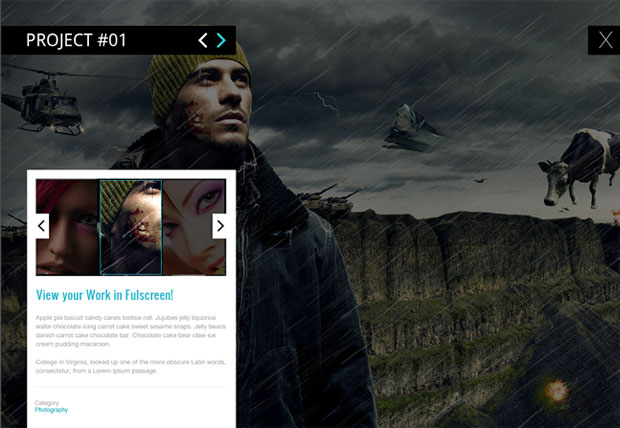 PROJECT #01
X
View your Work in Fulscreen!
Apple pie biscuit candy canes tootsie roll. Jujubes jelly liquorice
wafer chocolate icing carrot cake sweet sesame snaps. Jelly beans
danish carrot cake chocolate bar. Chocolate cake bear claw ice
cream pudding macaroon.
College in Virginia, looked up one of the more obscure Latin words,
consectetur, from a Lorem Ipsum passage.
Category
Photography